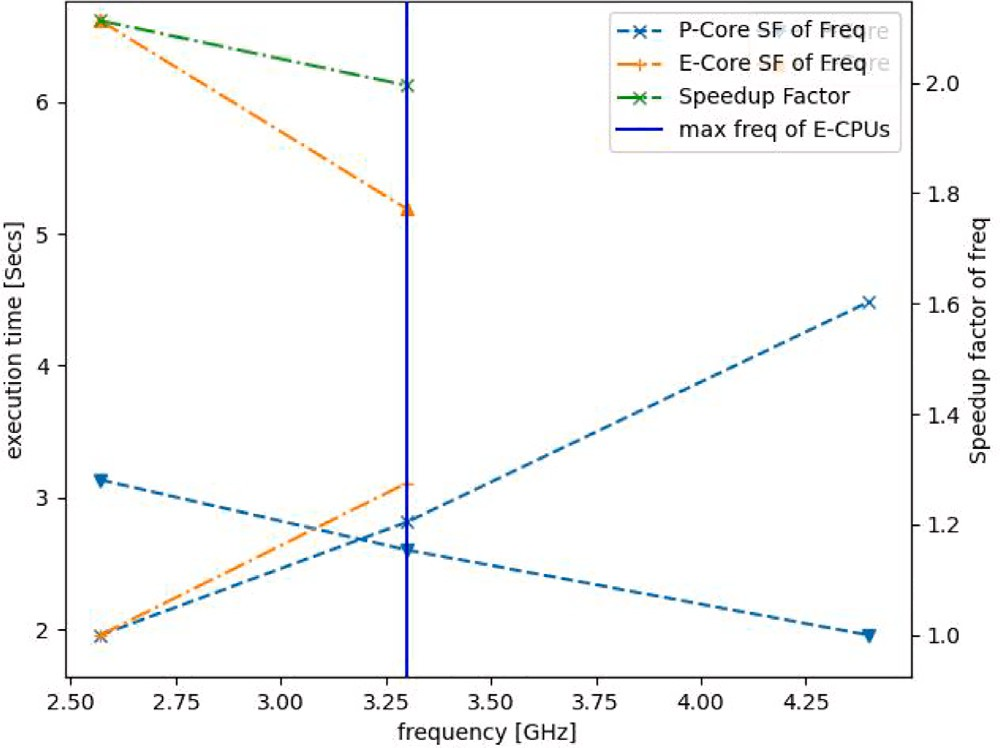 P-Core SF of Freq
E-Core SF of Freq
Speedup Factor
max freq of E-CPUs
6
5
4
3
2
execution time [Secs]
2.0
1.8
1.6
1.4
1.2
1.0
Speedup factor of freq
2.50 2.75 3.00 3.25 3.50 3.75 4.00 4.25
frequency [GHz]